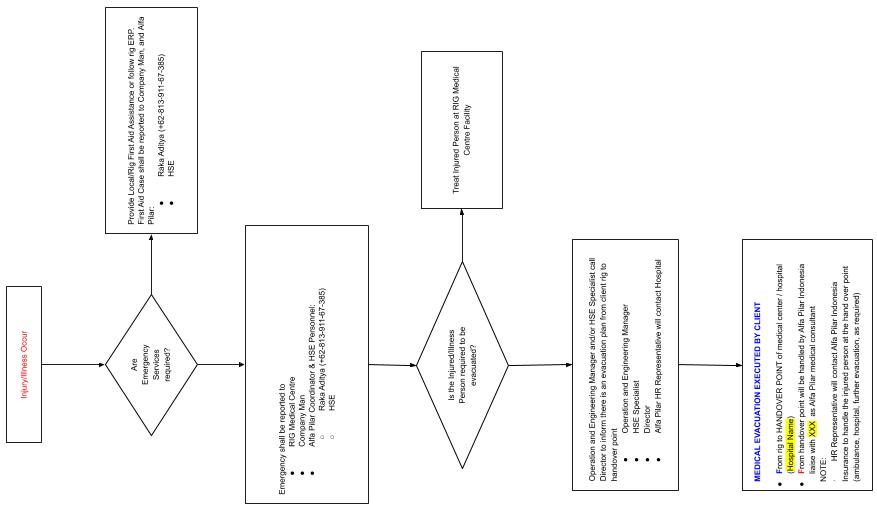 Injury/Illness Occur
Are
Emergency
Services
required?
Provide Local/Rig First Aid Assistance or follow rig ERP.
First Aid Case shall be reported to Company Man, and Alfa
Pilar:
● Raka Aditya (+62-813-911-67-385)
● HSE
Emergency shall be reported to
● RIG Medical Centre
● Company Man
● Alfa Pilar Coordinator & HSE Personnel:
○ Raka Aditya (+62-813-911-67-385)
○ HSE
Is the Injured/Illness
Person required to be
evacuated?
Treat Injured Person at RIG Medical
Centre Facility
Operation and Engineering Manager and/or HSE Specialist call
Director to inform there is an evacuation plan from client rig to
handover point
● Operation and Engineering Manager
● HSE Specialist
● Director
● Alfa Pilar HR Representative will contact Hospital
MEDICAL EVACUATION EXECUTED BY CLIENT
● From rig to HANDOVER POINT of medical center / hospital
(Hospital Name)
● From handover point will be handled by Alfa Pilar Indonesia
liaise with XXX as Alfa Pilar medical consultant
NOTE:
. HR Representative will contact Alfa Pilar Indonesia
Insurance to handle the injured person at the hand over point
(ambulance, hospital, further evacuation, as required)